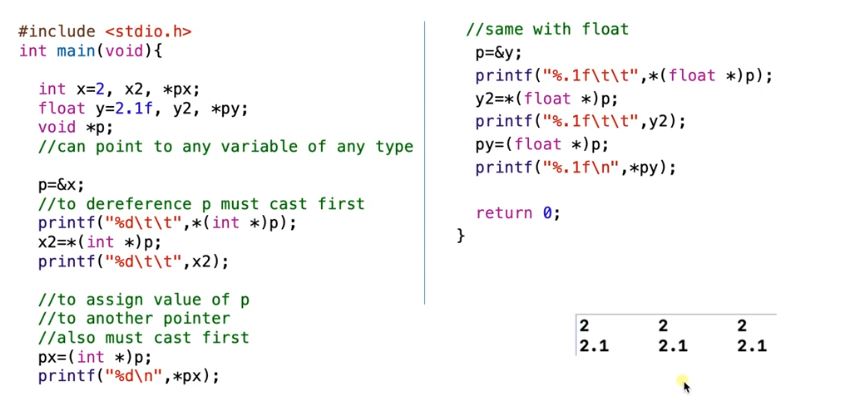 #include <stdio.h>
int main(void){
int x=2, x2, *px;
float y=2.1f, y2, *py;
void *p;
//can point to any variable of any type
p=&x;
//to dereference p must cast first
printf("%d\t\t",*(int *)p);
x2=*(int *)p;
printf("%d\t\t",x2);
//to assign value of p
//to another pointer
//also must cast first
px=(int *)p;
printf("%d\n",*px);
//same with float
p=&y;
printf("%.1f\t\t",*(float *)p);
y2=*(float *)p;
printf("%.1f\t\t",y2);
py=(float *)p;
printf("%.1f\n",*py);
return 0;
}
2 2 2
2.1 2.1 2.1